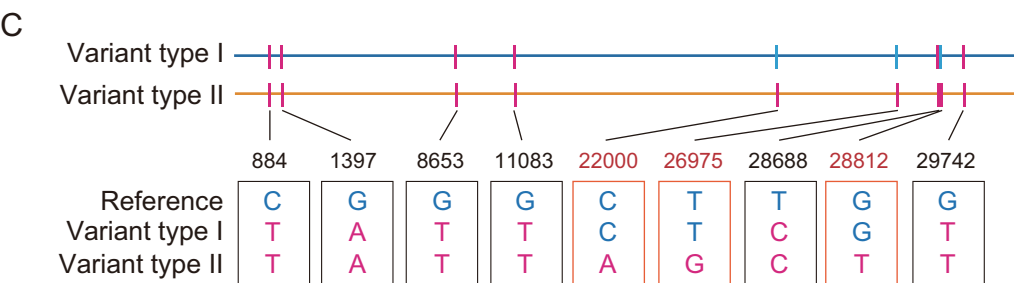 C
Variant type I
Variant type II
884 1397 8653 11083 22000 26975 28688 28812 29742
Reference C G G G C T T G G
Variant type I T A T T C T C G T
Variant type II T A T T A G C T T